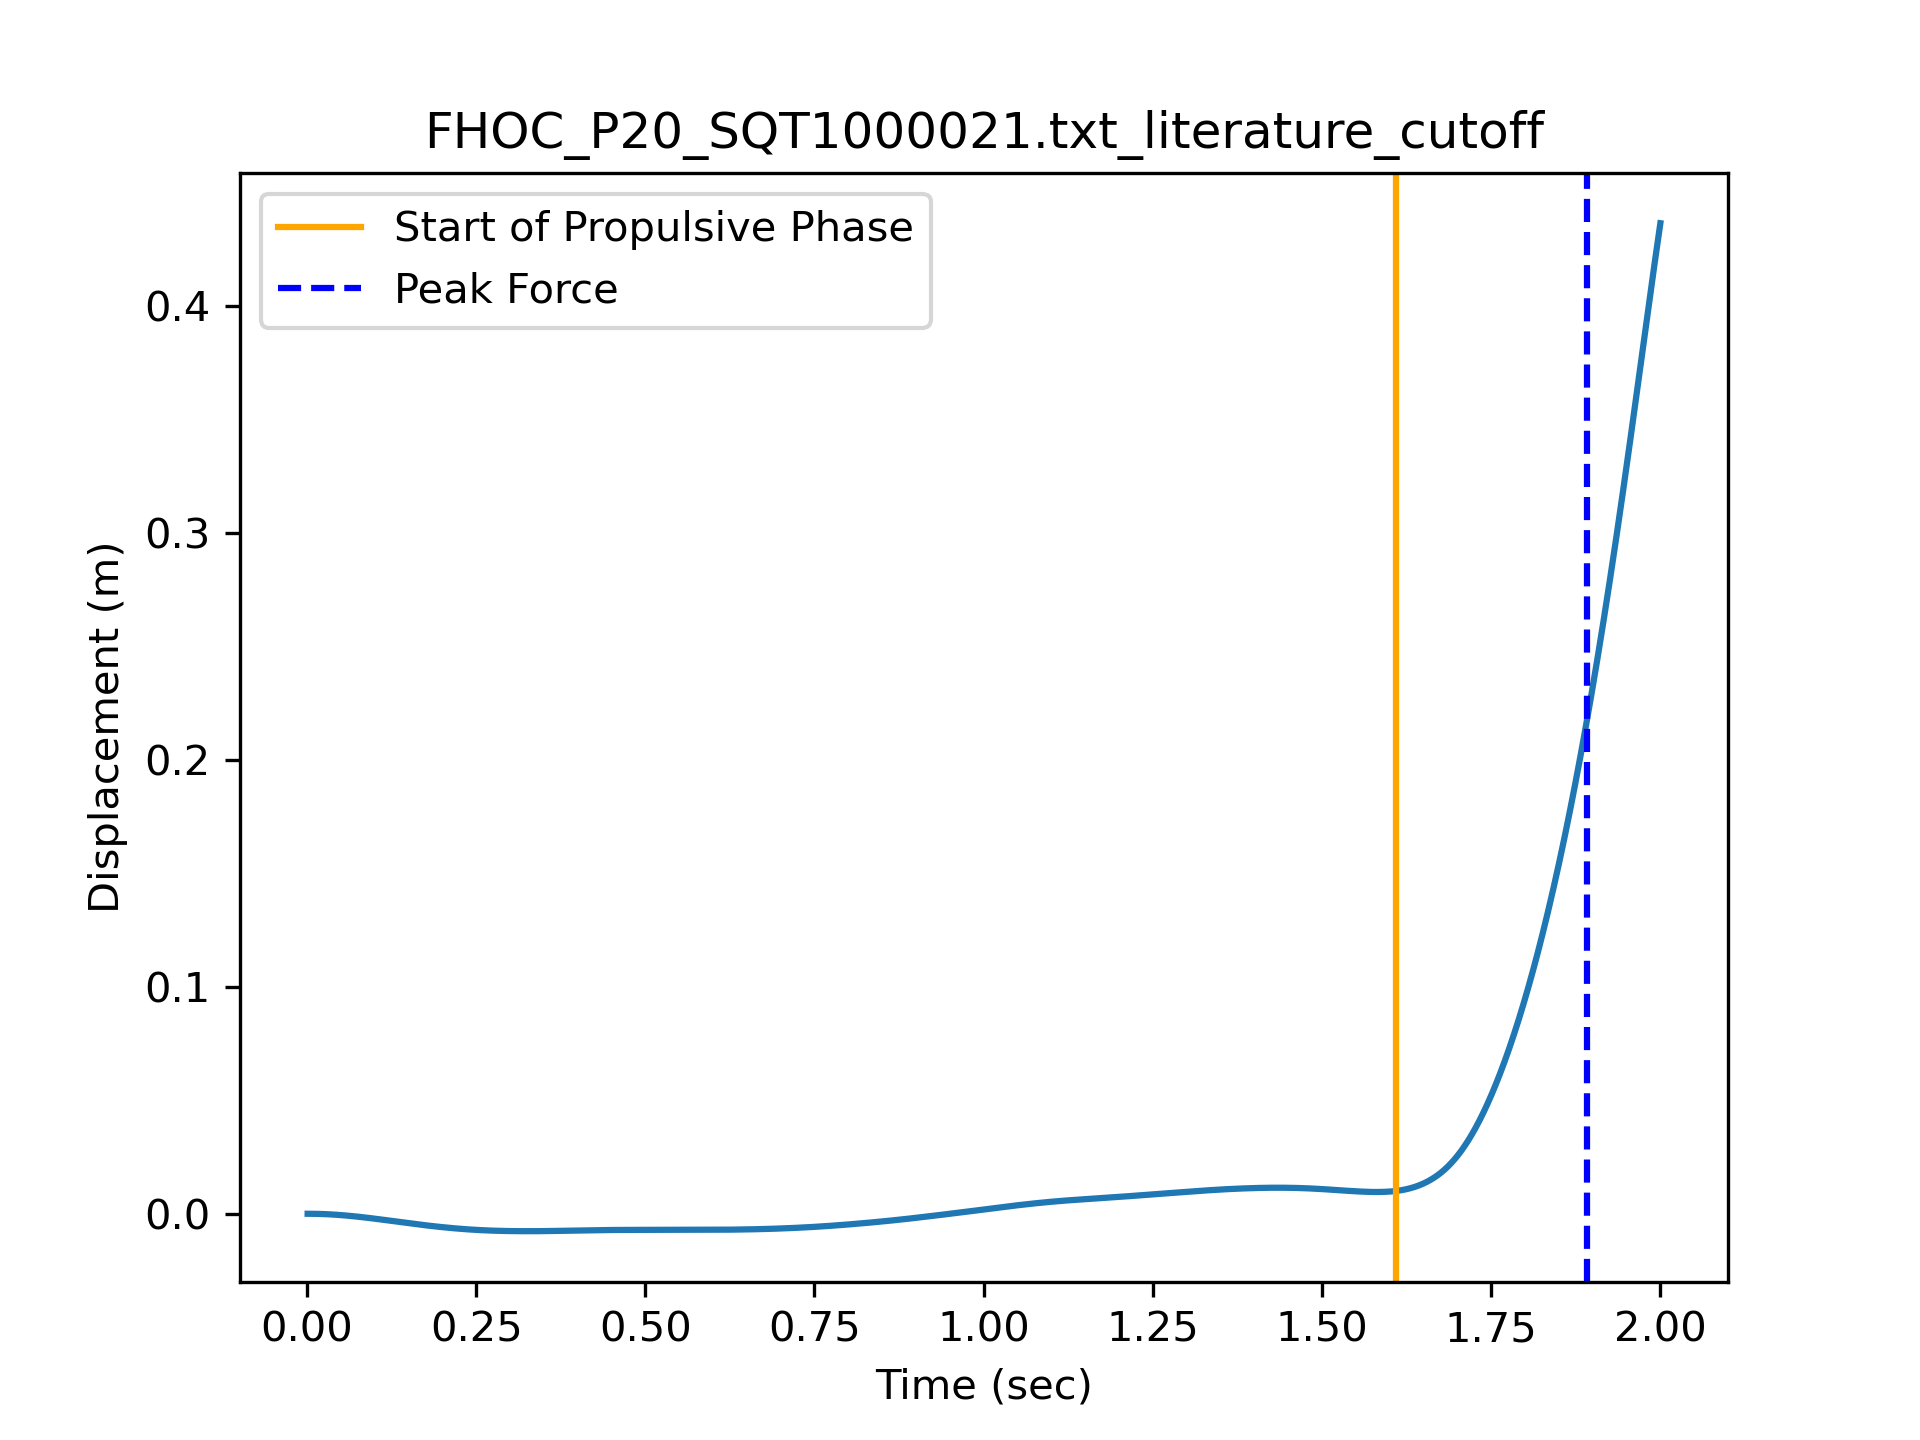 FHOC_P20_SQT1000021.txt_literature_cutoff
Start of Propulsive Phase
Peak Force
Displacement (m)
0.4
0.3
0.2
0.1
0.0
0.00 0.25 0.50 0.75 1.00 1.25 1.50 1.75 2.00
Time (sec)